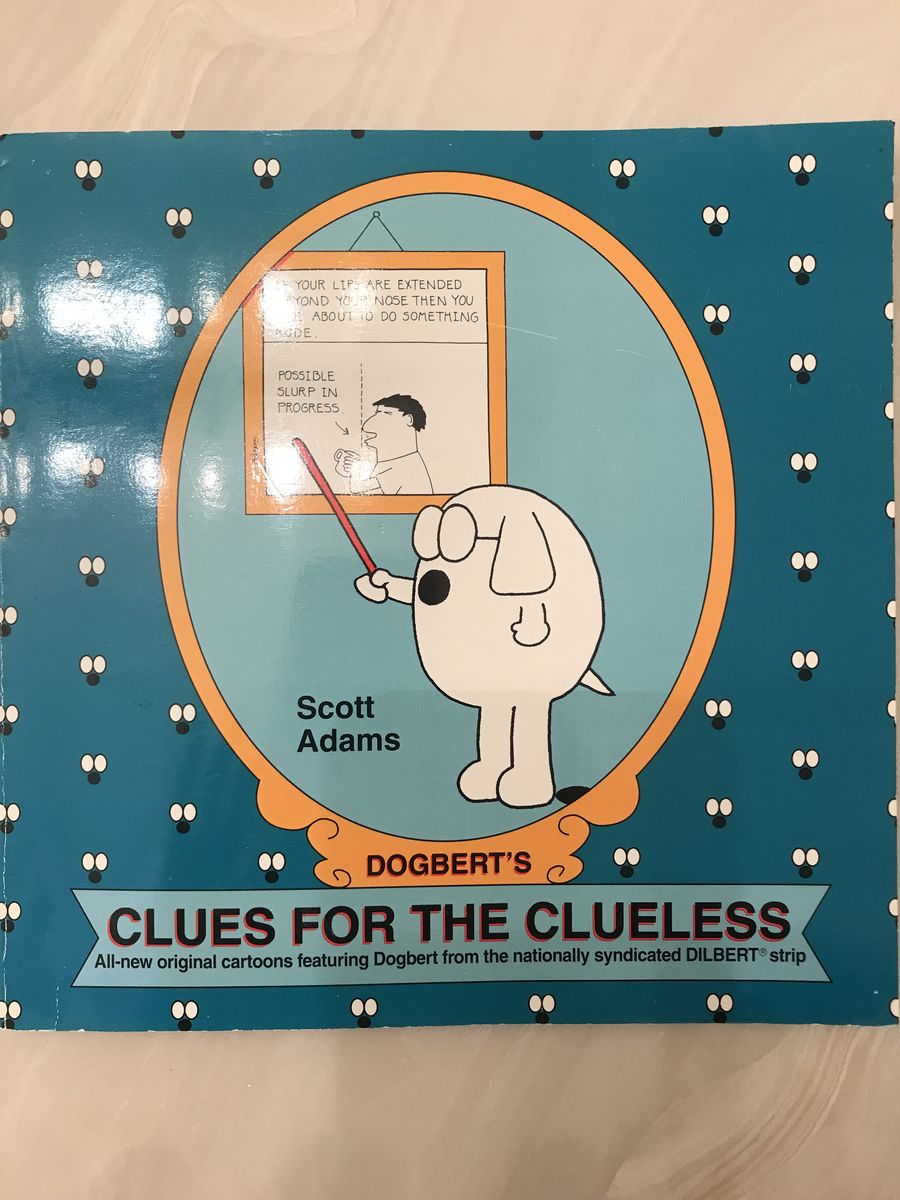 YOUR LIPS ARE EXTENDED
YOUR NOSE THEN YOU
ABOUT TO DO SOMETHING
POSSIBLE
SLURP IN
PROGRESS
Scott
Adams
DOGBERT'S
CLUES FOR THE CLUELESS
All-new original cartoons featuring Dogbert from the nationally syndicated DILBERT® strip